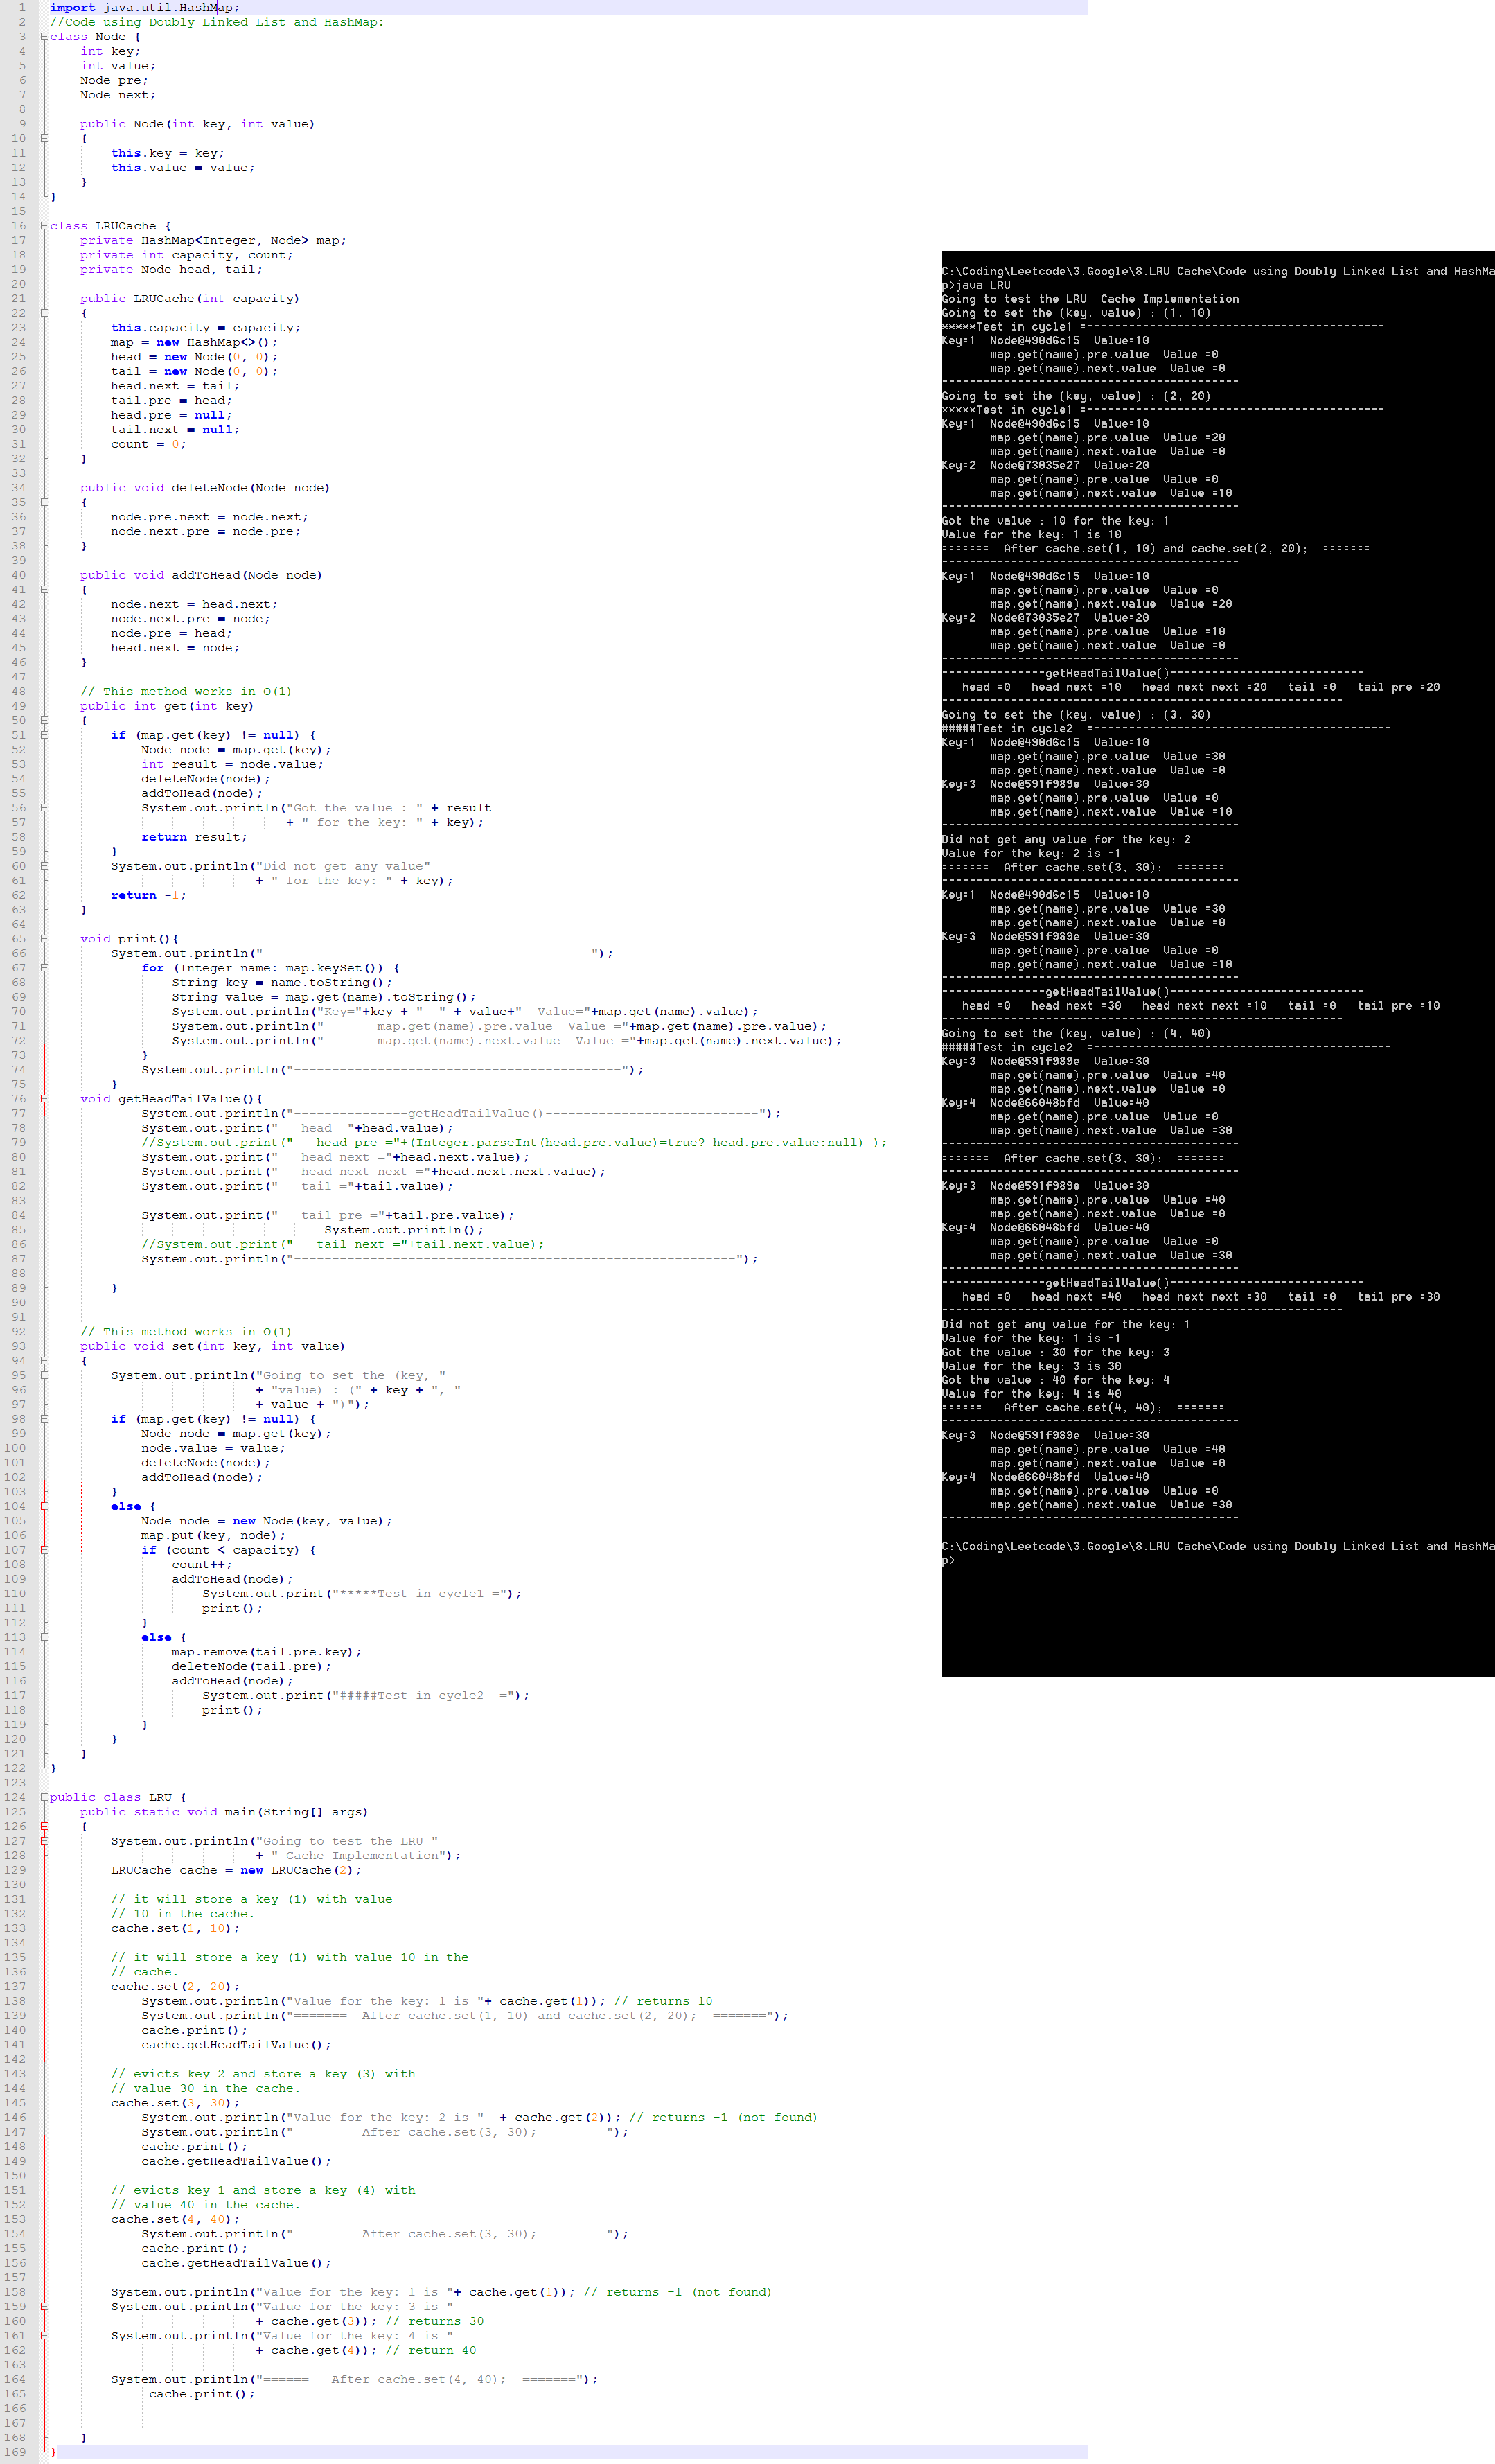 1 import java.util.HashMap;
2 //Code using Doubly Linked List and HashMap:
3 class Node {
4 int key;
5 int value;
6 Node pre;
7 Node next;
8
9 public Node(int key, int value)
10 {
11 this.key = key;
12 this.value = value;
13 }
14 }
15
16 class LRUCache {
17 private HashMap<Integer, Node> map;
18 private int capacity, count;
19 private Node head, tail;
20
21 public LRUCache(int capacity)
22 {
23 this.capacity = capacity;
24 map = new HashMap<>();
25 head = new Node(0, 0);
26 tail = new Node(0, 0);
27 head.next = tail;
28 tail.pre = head;
29 head.pre = null;
30 tail.next = null;
31 count = 0;
32 }
33
34 public void deleteNode(Node node)
35 {
36 node.pre.next = node.next;
37 node.next.pre = node.pre;
38 }
39
40 public void addToHead(Node node)
41 {
42 node.next = head.next;
43 node.next.pre = node;
44 node.pre = head;
45 head.next = node;
46 }
47
48 // This method works in O(1)
49 public int get(int key)
50 {
51 if (map.get(key) != null) {
52 Node node = map.get(key);
53 int result = node.value;
54 deleteNode(node);
55 addToHead(node);
56 System.out.println("Got the value : " + result
57 + " for the key: " + key);
58 return result;
59 }
60 System.out.println("Did not get any value"
61 + " for the key: " + key);
62 return -1;
63 }
64
65 void print(){
66 System.out.println("-------------------------------------------");
67 for (Integer name: map.keySet()) {
68 String key = name.toString();
69 String value = map.get(name).toString();
70 System.out.println("Key="+key + "  " + value+"  Value="+map.get(name).value);
71 System.out.println("       map.get(name).pre.value  Value ="+map.get(name).pre.value);
72 System.out.println("       map.get(name).next.value  Value ="+map.get(name).next.value);
73 }
74 System.out.println("-------------------------------------------");
75 }
76 void getHeadTailValue(){
77 System.out.println("---------------getHeadTailValue()----------------------------");
78 System.out.print("   head ="+head.value);
79 //System.out.print("   head pre ="+(Integer.parseInt(head.pre.value)=true? head.pre.value:null) );
80 System.out.print("   head next ="+head.next.value);
81 System.out.print("   head next next ="+head.next.next.value);
82 System.out.print("   tail ="+tail.value);
83
84 System.out.print("   tail pre ="+tail.pre.value);
85 System.out.println();
86 //System.out.print("   tail next ="+tail.next.value);
87 System.out.println("----------------------------------------------------------");
88
89 }
90
91
92 // This method works in O(1)
93 public void set(int key, int value)
94 {
95 System.out.println("Going to set the (key, "
96 + "value) : (" + key + ", "
97 + value + ")");
98 if (map.get(key) != null) {
99 Node node = map.get(key);
100 node.value = value;
101 deleteNode(node);
102 addToHead(node);
103 }
104 else {
105 Node node = new Node(key, value);
106 map.put(key, node);
107 if (count < capacity) {
108 count++;
109 addToHead(node);
110 System.out.print("*****Test in cycle1 =");
111 print();
112 }
113 else {
114 map.remove(tail.pre.key);
115 deleteNode(tail.pre);
116 addToHead(node);
117 System.out.print("#####Test in cycle2  =");
118 print();
119 }
120 }
121 }
122 }
123
124 public class LRU {
125 public static void main(String[] args)
126 {
127 System.out.println("Going to test the LRU "
128 + " Cache Implementation");
129 LRUCache cache = new LRUCache(2);
130
131 // it will store a key (1) with value
132 // 10 in the cache.
133 cache.set(1, 10);
134
135 // it will store a key (1) with value 10 in the
136 // cache.
137 cache.set(2, 20);
138 System.out.println("Value for the key: 1 is "+ cache.get(1)); // returns 10
139 System.out.println("=======  After cache.set(1, 10) and cache.set(2, 20);  =======");
140 cache.print();
141 cache.getHeadTailValue();
142
143 // evicts key 2 and store a key (3) with
144 // value 30 in the cache.
145 cache.set(3, 30);
146 System.out.println("Value for the key: 2 is "  + cache.get(2)); // returns -1 (not found)
147 System.out.println("=======  After cache.set(3, 30);  =======");
148 cache.print();
149 cache.getHeadTailValue();
150
151 // evicts key 1 and store a key (4) with
152 // value 40 in the cache.
153 cache.set(4, 40);
154 System.out.println("=======  After cache.set(3, 30);  =======");
155 cache.print();
156 cache.getHeadTailValue();
157
158 System.out.println("Value for the key: 1 is "+ cache.get(1)); // returns -1 (not found)
159 System.out.println("Value for the key: 3 is "
160 + cache.get(3)); // returns 30
161 System.out.println("Value for the key: 4 is "
162 + cache.get(4)); // return 40
163
164 System.out.println("======   After cache.set(4, 40);  =======");
165 cache.print();
166
167
168 }
169 }
C:\Coding\Leetcode\3.Google\8.LRU Cache\Code using Doubly Linked List and HashMa
p>java LRU
Going to test the LRU  Cache Implementation
Going to set the (key, value) : (1, 10)
*****Test in cycle1 =-------------------------------------------
Key=1  Node@490d6c15  Value=10
map.get(name).pre.value  Value =0
map.get(name).next.value  Value =0
-------------------------------------------
Going to set the (key, value) : (2, 20)
*****Test in cycle1 =-------------------------------------------
Key=1  Node@490d6c15  Value=10
map.get(name).pre.value  Value =20
map.get(name).next.value  Value =0
Key=2  Node@73035e27  Value=20
map.get(name).pre.value  Value =0
map.get(name).next.value  Value =10
-------------------------------------------
Got the value : 10 for the key: 1
Value for the key: 1 is 10
=======  After cache.set(1, 10) and cache.set(2, 20);  =======
-------------------------------------------
Key=1  Node@490d6c15  Value=10
map.get(name).pre.value  Value =0
map.get(name).next.value  Value =20
Key=2  Node@73035e27  Value=20
map.get(name).pre.value  Value =10
map.get(name).next.value  Value =0
-------------------------------------------
---------------getHeadTailValue()----------------------------
head =0   head next =10   head next next =20   tail =0   tail pre =20
----------------------------------------------------------
Going to set the (key, value) : (3, 30)
#####Test in cycle2  =-------------------------------------------
Key=1  Node@490d6c15  Value=10
map.get(name).pre.value  Value =30
map.get(name).next.value  Value =0
Key=3  Node@591f989e  Value=30
map.get(name).pre.value  Value =0
map.get(name).next.value  Value =10
-------------------------------------------
Did not get any value for the key: 2
Value for the key: 2 is -1
=======  After cache.set(3, 30);  =======
-------------------------------------------
Key=1  Node@490d6c15  Value=10
map.get(name).pre.value  Value =30
map.get(name).next.value  Value =0
Key=3  Node@591f989e  Value=30
map.get(name).pre.value  Value =0
map.get(name).next.value  Value =10
-------------------------------------------
---------------getHeadTailValue()----------------------------
head =0   head next =30   head next next =10   tail =0   tail pre =10
----------------------------------------------------------
Going to set the (key, value) : (4, 40)
#####Test in cycle2  =-------------------------------------------
Key=3  Node@591f989e  Value=30
map.get(name).pre.value  Value =40
map.get(name).next.value  Value =0
Key=4  Node@66048bfd  Value=40
map.get(name).pre.value  Value =0
map.get(name).next.value  Value =30
-------------------------------------------
=======  After cache.set(3, 30);  =======
-------------------------------------------
Key=3  Node@591f989e  Value=30
map.get(name).pre.value  Value =40
map.get(name).next.value  Value =0
Key=4  Node@66048bfd  Value=40
map.get(name).pre.value  Value =0
map.get(name).next.value  Value =30
-------------------------------------------
---------------getHeadTailValue()----------------------------
head =0   head next =40   head next next =30   tail =0   tail pre =30
----------------------------------------------------------
Did not get any value for the key: 1
Value for the key: 1 is -1
Got the value : 30 for the key: 3
Value for the key: 3 is 30
Got the value : 40 for the key: 4
Value for the key: 4 is 40
======   After cache.set(4, 40);  =======
-------------------------------------------
Key=3  Node@591f989e  Value=30
map.get(name).pre.value  Value =40
map.get(name).next.value  Value =0
Key=4  Node@66048bfd  Value=40
map.get(name).pre.value  Value =0
map.get(name).next.value  Value =30
-------------------------------------------
C:\Coding\Leetcode\3.Google\8.LRU Cache\Code using Doubly Linked List and HashMa
p>